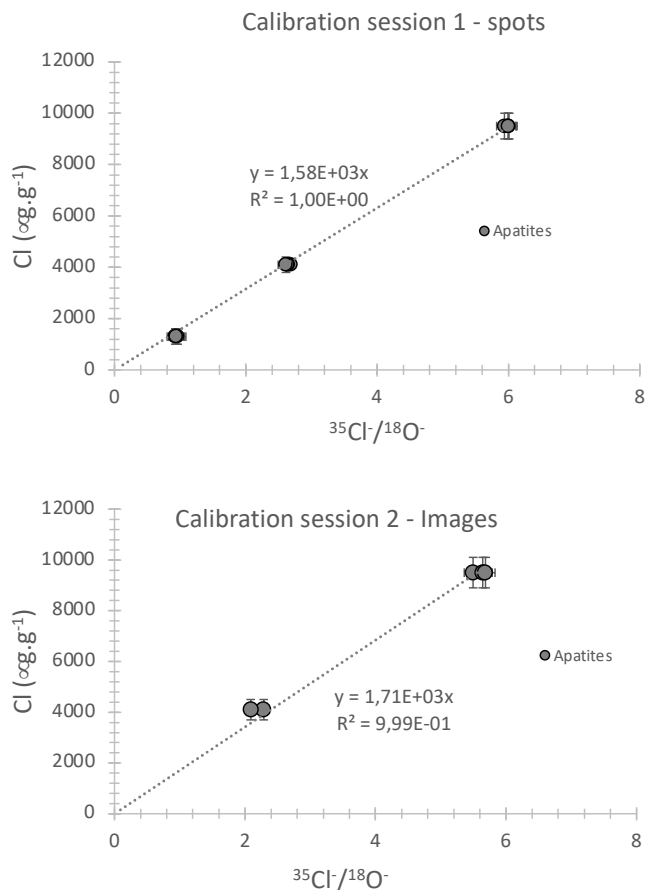 Calibration session 1 - spots
12000
10000
8000
6000
4000
2000
0
Cl (∝g.g⁻¹)
y = 1,58E+03x
R² = 1,00E+00
Apatites
0 2 4 6 8
³⁵Cl⁻/¹⁸O⁻
Calibration session 2 - Images
12000
10000
8000
6000
4000
2000
0
Cl (∝g.g⁻¹)
Apatites
y = 1,71E+03x
R² = 9,99E-01
0 2 4 6 8
³⁵Cl⁻/¹⁸O⁻